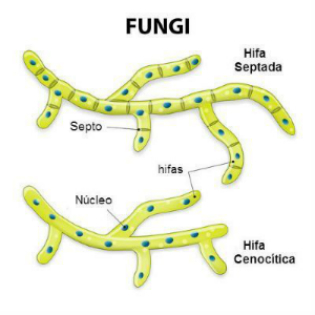 FUNGI
Hifa
Septada
Septo
hifas
Núcleo
Hifa
Cenocítica